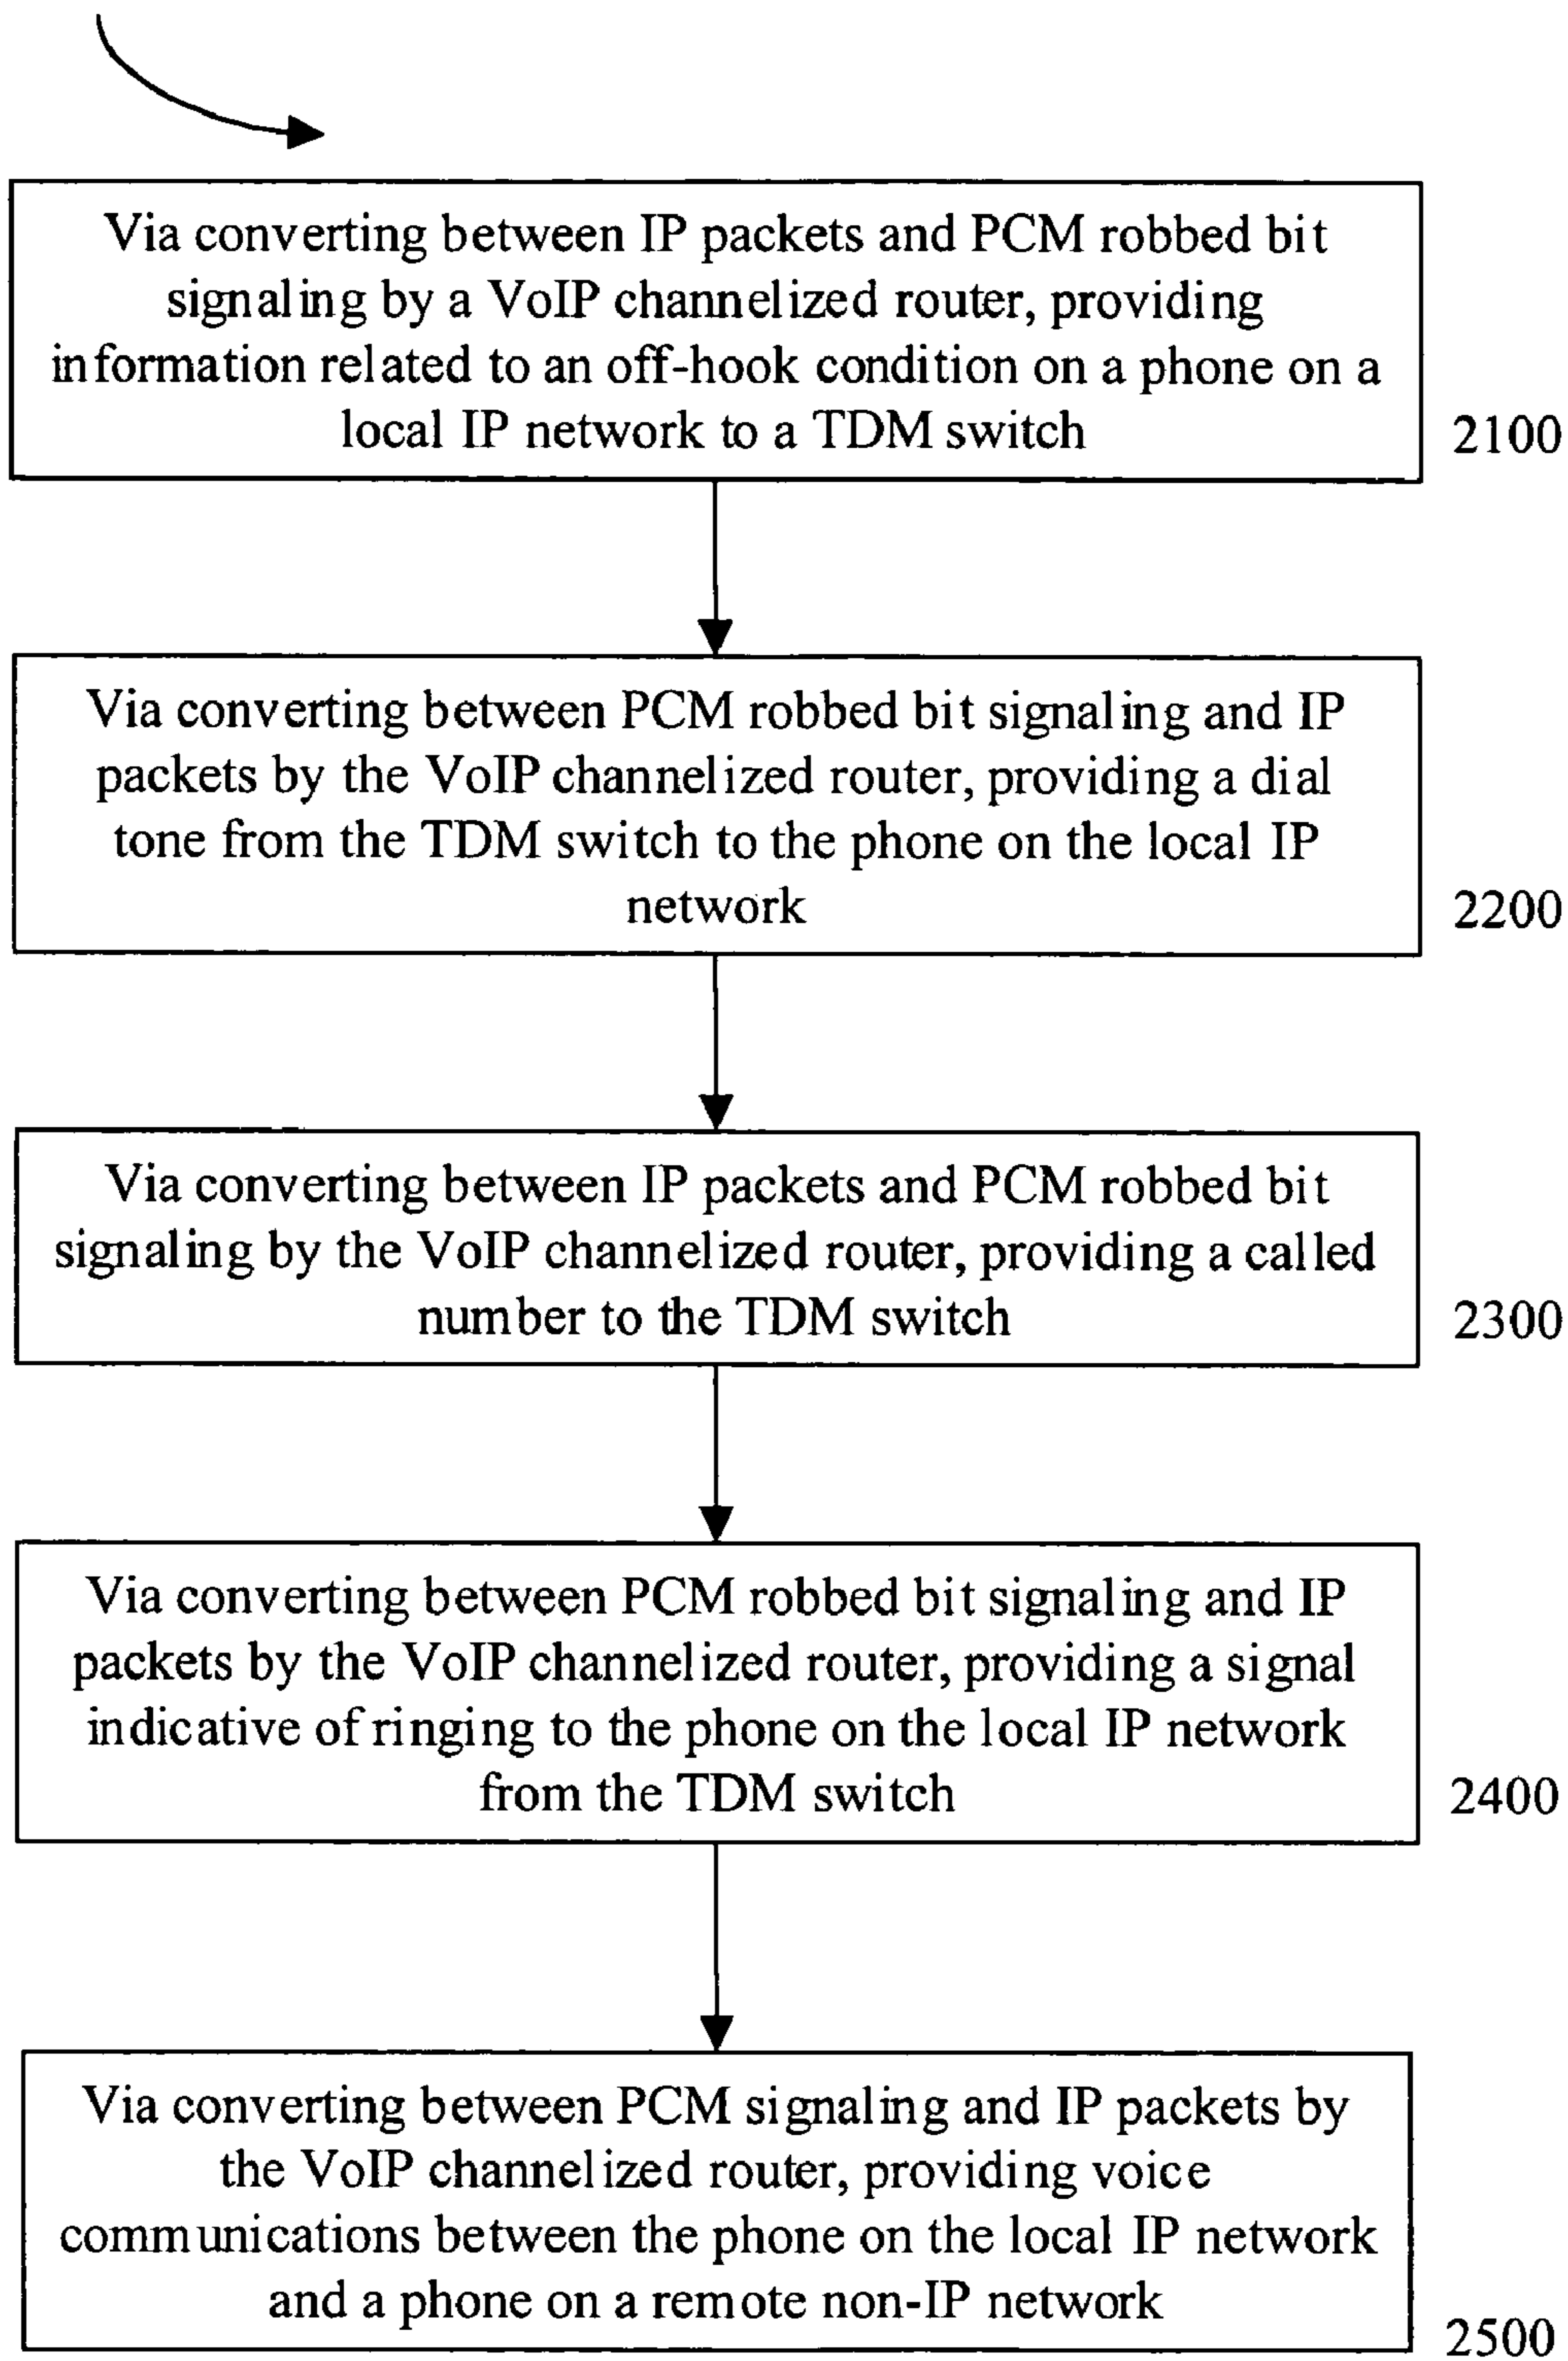 Via converting between IP packets and PCM robbed bit
signaling by a VoIP channelized router, providing
information related to an off-hook condition on a phone on a
local IP network to a TDM switch
2100
Via converting between PCM robbed bit signaling and IP
packets by the VoIP channelized router, providing a dial
tone from the TDM switch to the phone on the local IP
network
2200
Via converting between IP packets and PCM robbed bit
signaling by the VoIP channelized router, providing a called
number to the TDM switch
2300
Via converting between PCM robbed bit signaling and IP
packets by the VoIP channelized router, providing a signal
indicative of ringing to the phone on the local IP network
from the TDM switch
2400
Via converting between PCM signaling and IP packets by
the VoIP channelized router, providing voice
communications between the phone on the local IP network
and a phone on a remote non-IP network
2500